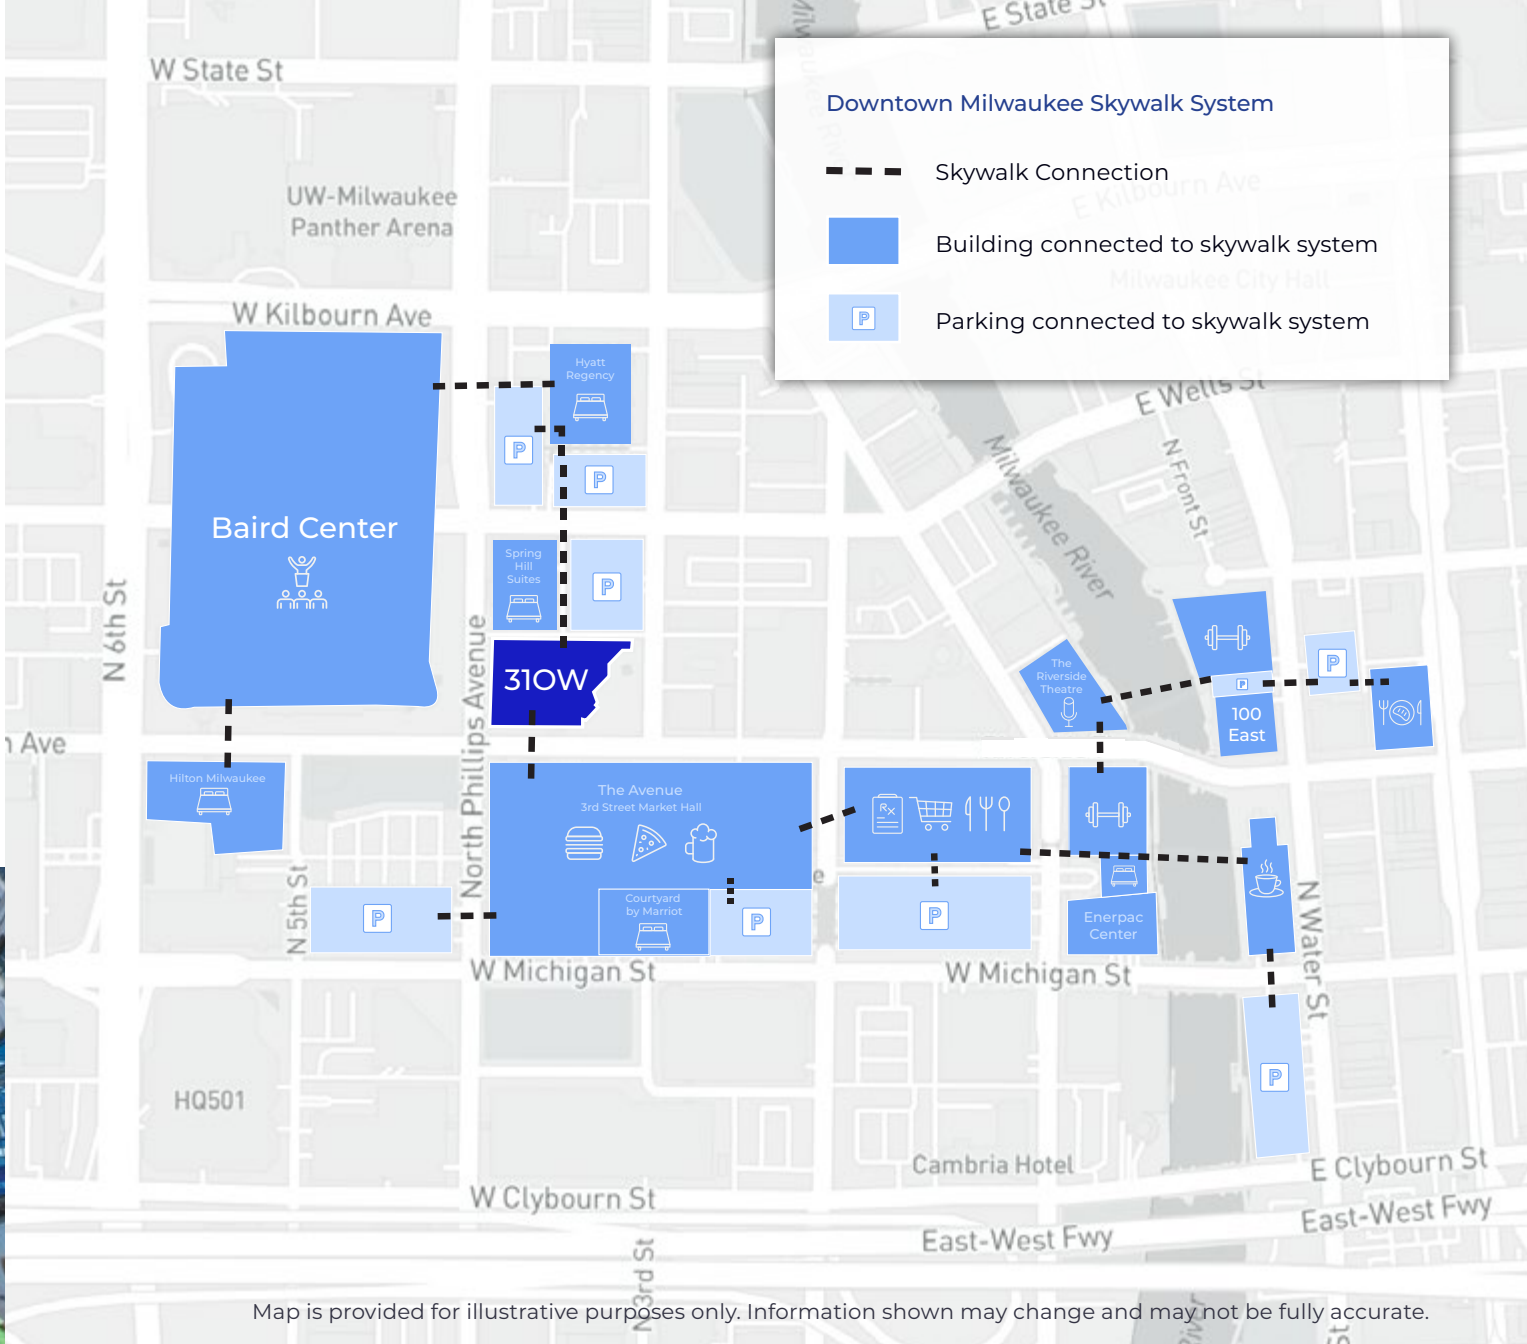 E State St
W State St
Downtown Milwaukee Skywalk System
Skywalk Connection
Building connected to skywalk system
P
Parking connected to skywalk system
E Kilbourn Ave
Milwaukee City Hall
UW-Milwaukee
Panther Arena
W Kilbourn Ave
Hyatt
Regency
P
P
E Wells St
Milwaukee River
N Front St
Baird Center
Spring
Hill
Suites
P
N 6th St
North Phillips Avenue
31OW
The
Riverside
Theatre
P
P
100
East
n Ave
Hilton Milwaukee
The Avenue
3rd Street Market Hall
Rx
e
N 5th St
P
Courtyard
by Marriot
P
P
Enerpac
Center
N Water St
W Michigan St
W Michigan St
P
HQ501
Cambria Hotel
E Clybourn St
W Clybourn St
East-West Fwy
East-West Fwy
N 3rd St
Map is provided for illustrative purposes only. Information shown may change and may not be fully accurate.
River
St